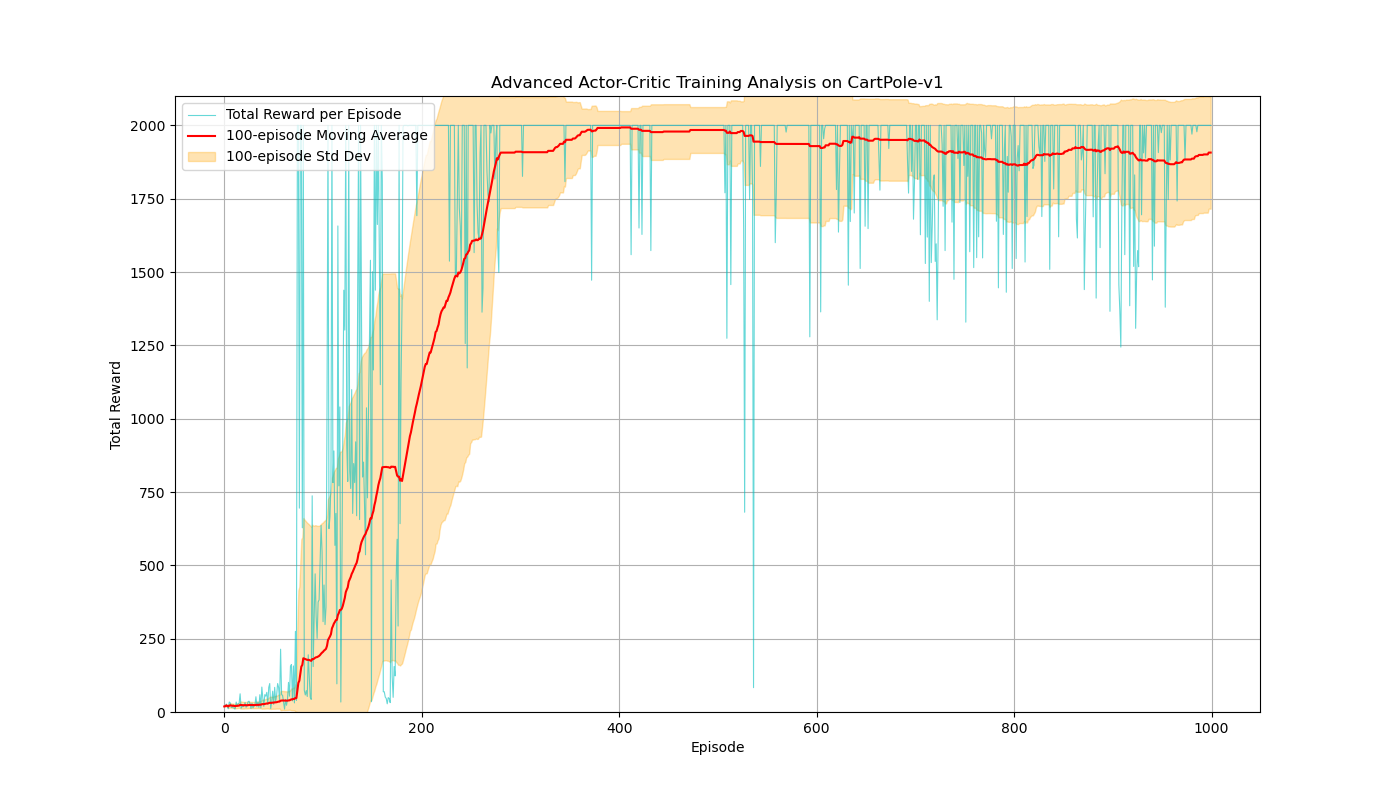 Advanced Actor-Critic Training Analysis on CartPole-v1
Total Reward per Episode
100-episode Moving Average
100-episode Std Dev
Total Reward
2000
1750
1500
1250
1000
750
500
250
0
0 200 400 600 800 1000
Episode